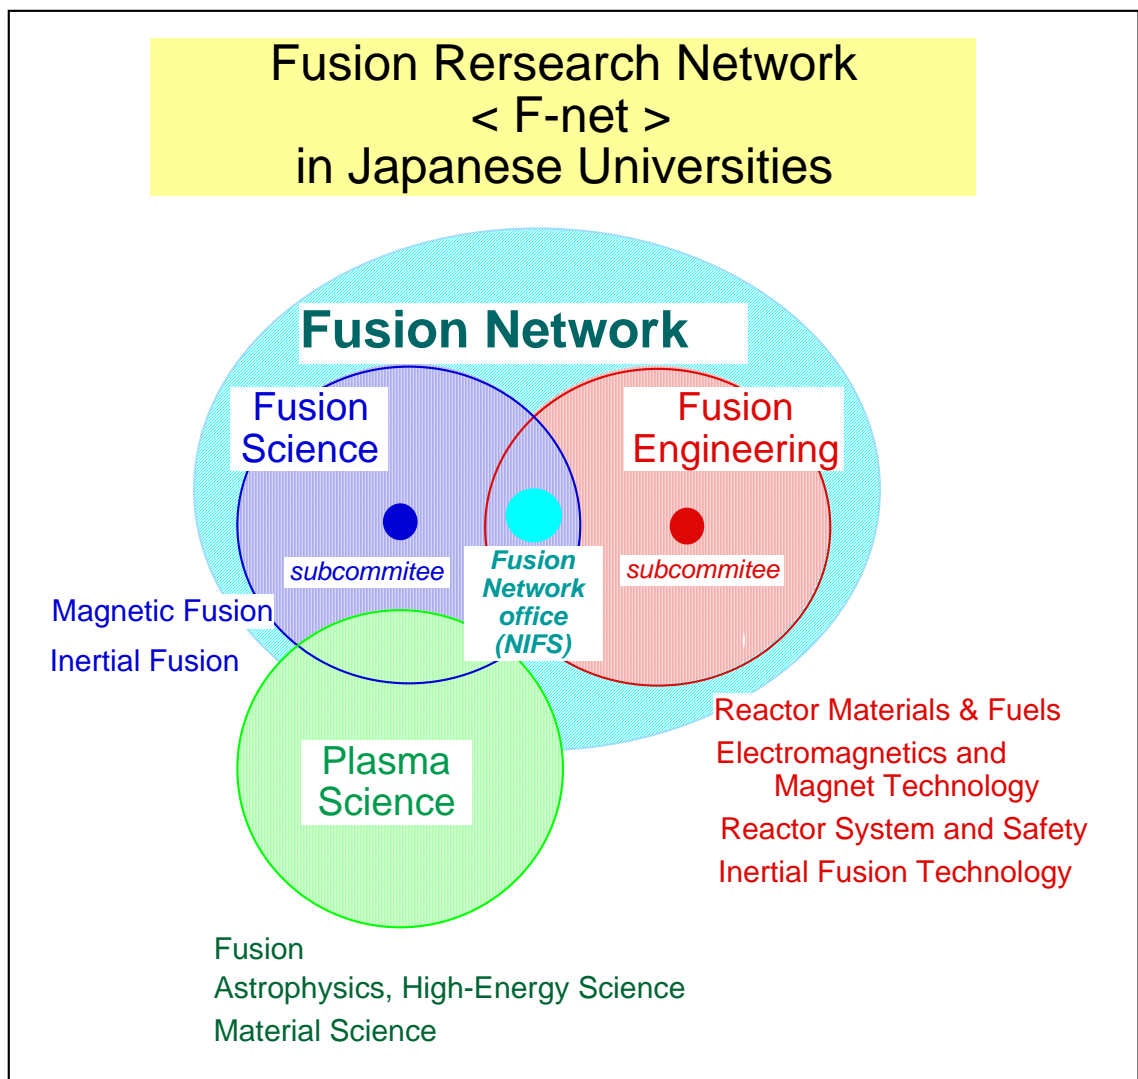 Fusion Rersearch Network
< F-net >
in Japanese Universities
Fusion Network
Fusion
Science
Fusion
Engineering
subcommitee
Fusion
Network
office
(NIFS)
subcommitee
Magnetic Fusion
Inertial Fusion
Plasma
Science
Reactor Materials & Fuels
Electromagnetics and
Magnet Technology
Reactor System and Safety
Inertial Fusion Technology
Fusion
Astrophysics, High-Energy Science
Material Science